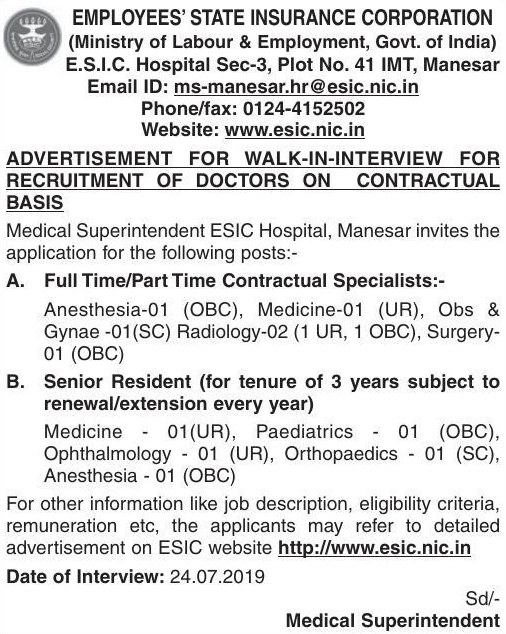 EMPLOYEES' STATE INSURANCE CORPORATION
(Ministry of Labour & Employment, Govt. of India)
E.S.I.C. Hospital Sec-3, Plot No. 41 IMT, Manesar
Email ID: ms-manesar.hr@esic.nic.in
Phone/fax: 0124-4152502
Website: www.esic.nic.in
ADVERTISEMENT FOR WALK-IN-INTERVIEW FOR
RECRUITMENT OF DOCTORS ON CONTRACTUAL
BASIS
Medical Superintendent ESIC Hospital, Manesar invites the
application for the following posts:-
A. Full Time/Part Time Contractual Specialists:-
Anesthesia-01 (OBC), Medicine-01 (UR), Obs &
Gynae -01(SC) Radiology-02 (1 UR, 1 OBC), Surgery-
01 (OBC)
B. Senior Resident (for tenure of 3 years subject to
renewal/extension every year)
Medicine - 01(UR), Paediatrics - 01 (OBC),
Ophthalmology - 01 (UR), Orthopaedics - 01 (SC),
Anesthesia - 01 (OBC)
For other information like job description, eligibility criteria,
remuneration etc, the applicants may refer to detailed
advertisement on ESIC website http://www.esic.nic.in
Date of Interview: 24.07.2019
Sd/-
Medical Superintendent